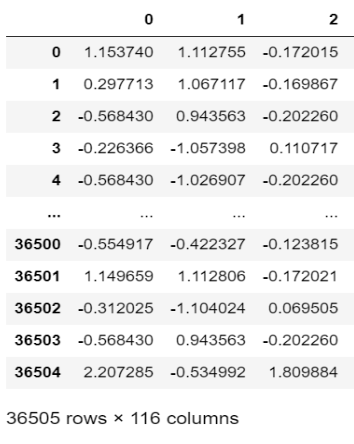 0 1 2
0 1.153740 1.112755 -0.172015
1 0.297713 1.067117 -0.169867
2 -0.568430 0.943563 -0.202260
3 -0.226366 -1.057398 0.110717
4 -0.568430 -1.026907 -0.202260
... ... ... ...
36500 -0.554917 -0.422327 -0.123815
36501 1.149659 1.112806 -0.172021
36502 -0.312025 -1.104024 0.069505
36503 -0.568430 0.943563 -0.202260
36504 2.207285 -0.534992 1.809884
36505 rows × 116 columns